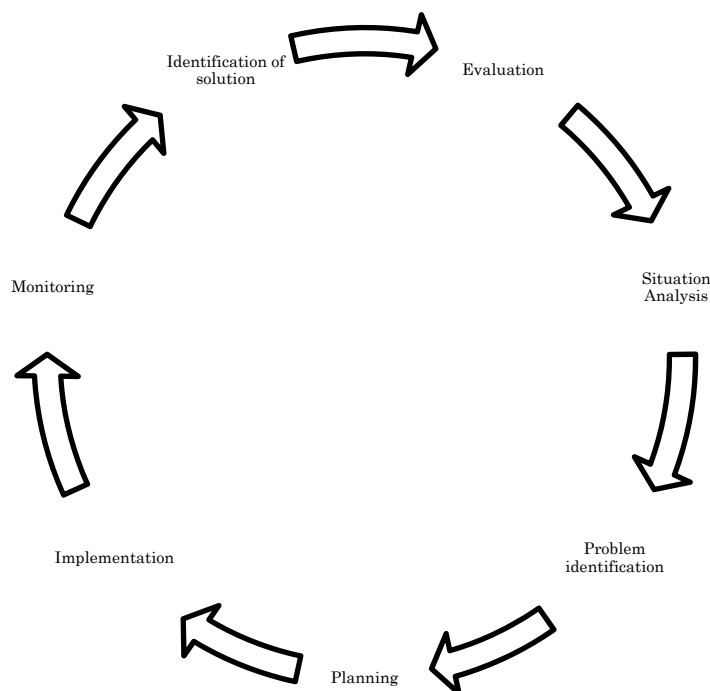 Identification of
solution
Evaluation
Situation
Analysis
Problem
identification
Planning
Implementation
Monitoring